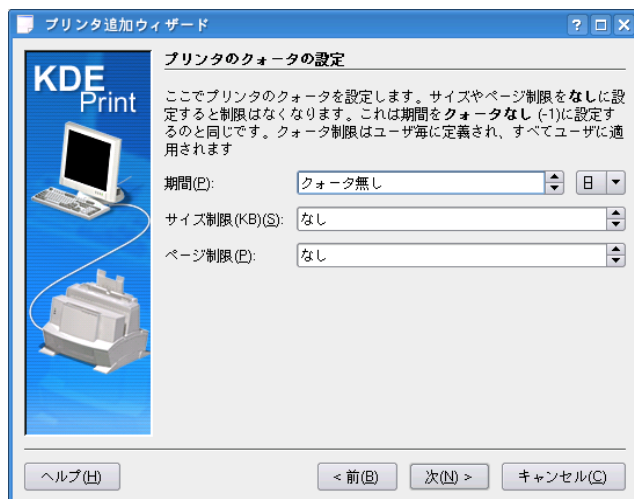 プリンタ追加ウィザード
KDE
Print
プリンタのクォータの設定
ここでプリンタのクォータを設定します。サイズやページ制限をなしに設
定すると制限はなくなります。これは期間をクォータなし (-1)に設定す
るのと同じです。クォータ制限はユーザ毎に定義され、すべてユーザに適
用されます
期間(P): クォータ無し 日
サイズ制限(KB)(S): なし
ページ制限(P): なし
ヘルプ(H) < 前(B) 次(N) > キャンセル(C)